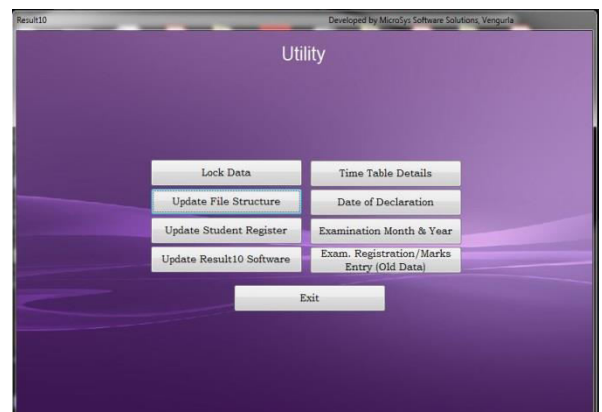 Result10
Developed by MicroSys Software Solutions, Vengurla
Utility
Lock Data
Time Table Details
Update File Structure
Date of Declaration
Update Student Register
Examination Month & Year
Update Result10 Software
Exam. Registration/Marks
Entry (Old Data)
Exit